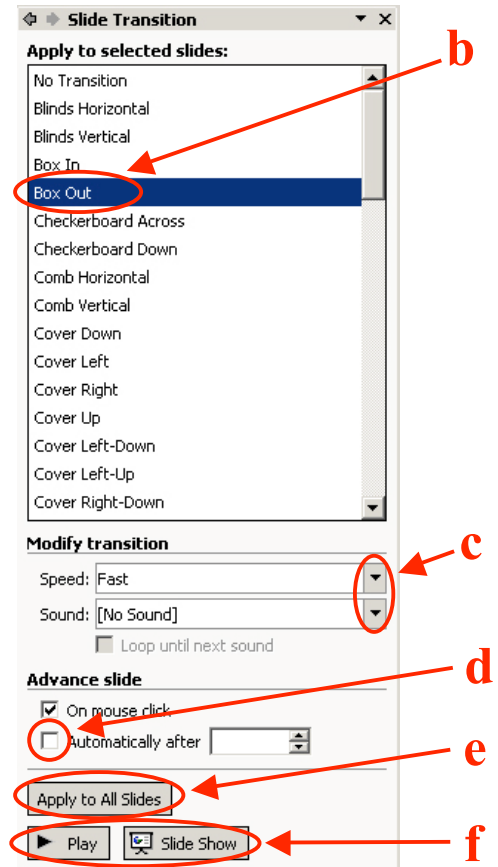 Slide Transition
Apply to selected slides:
b
No Transition
Blinds Horizontal
Blinds Vertical
Box In
Box Out
Checkerboard Across
Checkerboard Down
Comb Horizontal
Comb Vertical
Cover Down
Cover Left
Cover Right
Cover Up
Cover Left-Down
Cover Left-Up
Cover Right-Down
Modify transition
c
Speed: Fast
Sound: [No Sound]
Loop until next sound
Advance slide
d
On mouse click
Automatically after
e
Apply to All Slides
Play Slide Show f